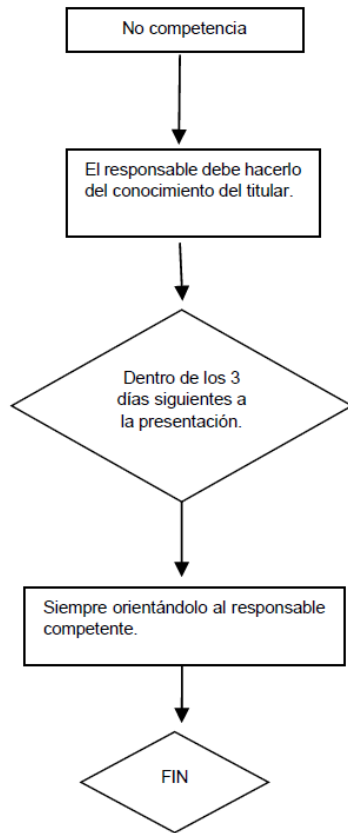 No competencia
El responsable debe hacerlo
del conocimiento del titular.
Dentro de los 3
días siguientes a
la presentación.
Siempre orientándolo al responsable
competente.
FIN